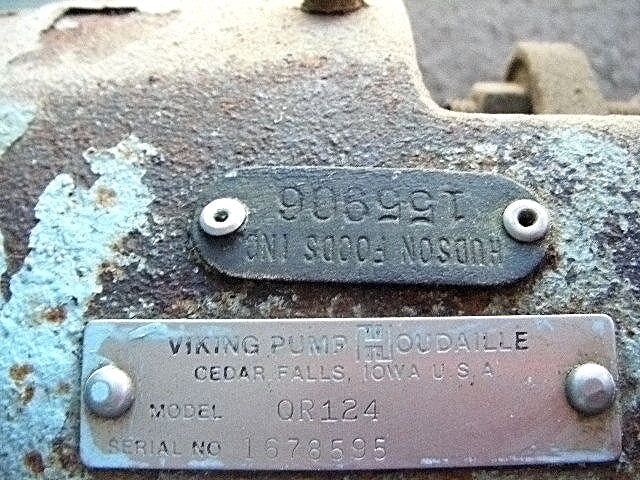 HUDSON FOODS INC
155906
VIKING PUMP HOUDAILLE
CEDAR FALLS, IOWA U.S.A
MODEL QR124
SERIAL NO 1678595